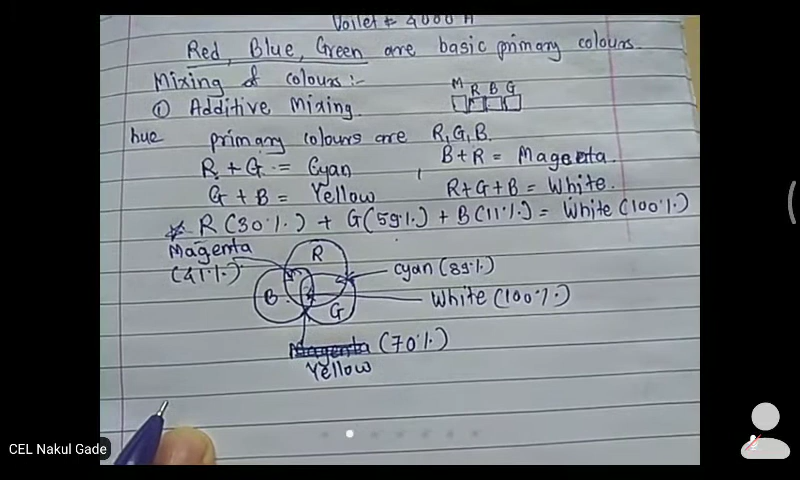 Voilet = 4000 A
Red, Blue, Green are basic primary colours.
Mixing of colours :-
M R B G
① Additive Mixing.
hue primary colours are R, G, B.
R + G = Cyan
B + R = Magenta.
G + B = Yellow
R + G + B = White.
* R (30%) + G (59%) + B (11%) = White (100%)
Magenta
(41%)
R
Cyan (89%)
B
G
White (100%)
Magenta (70%)
Yellow
CEL Nakul Gade